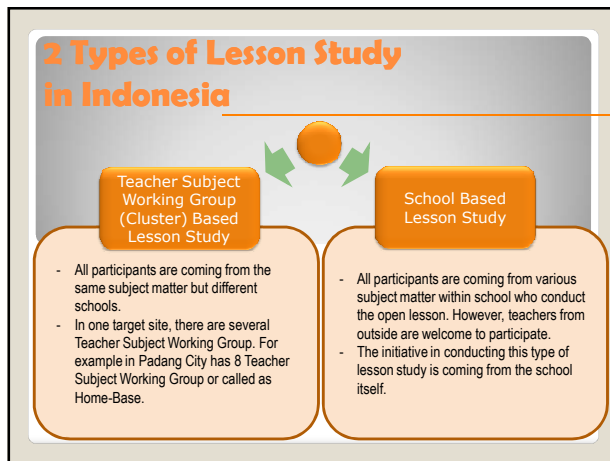 2 Types of Lesson Study
in Indonesia
Teacher Subject
Working Group
(Cluster) Based
Lesson Study
- All participants are coming from the
same subject matter but different
schools.
- In one target site, there are several
Teacher Subject Working Group. For
example in Padang City has 8 Teacher
Subject Working Group or called as
Home-Base.
School Based
Lesson Study
- All participants are coming from various
subject matter within school who conduct
the open lesson. However, teachers from
outside are welcome to participate.
- The initiative in conducting this type of
lesson study is coming from the school
itself.